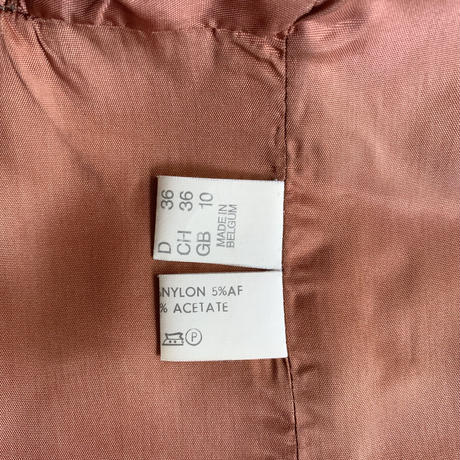 D 36
CH 36
GB 10
MADE IN
BELGIUM
NYLON 5%AF
% ACETATE
P